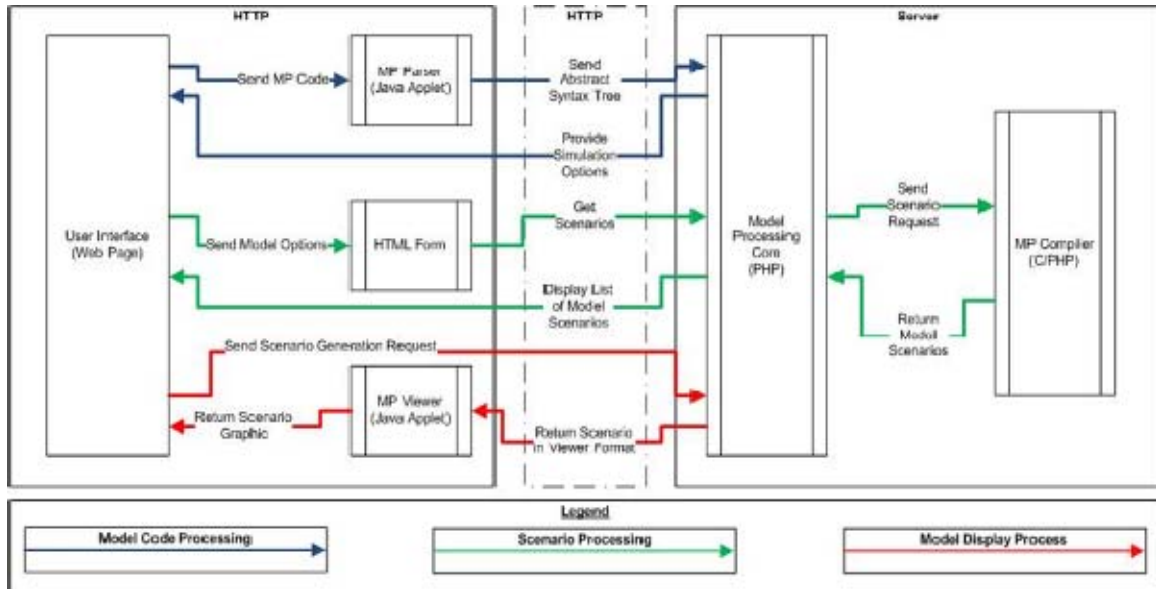 HTTP
HTTP
Server
Send MP Code
MP Parser
(Java Applet)
Send
Abstract
Syntax Tree
Provide
Simulation
Options
User Interface
(Web Page)
Send Model Options
HTML Form
Get
Scenarios
Model
Processing
Core
(PHP)
Send
Scenario
Request
MP Compiler
(C/PHP)
Display List
of Model
Scenarios
Return
Model
Scenarios
Send Scenario Generation Request
MP Viewer
(Java Applet)
Return Scenario
Graphic
Return Scenario
in Viewer Format
Legend
Model Code Processing
Scenario Processing
Model Display Process